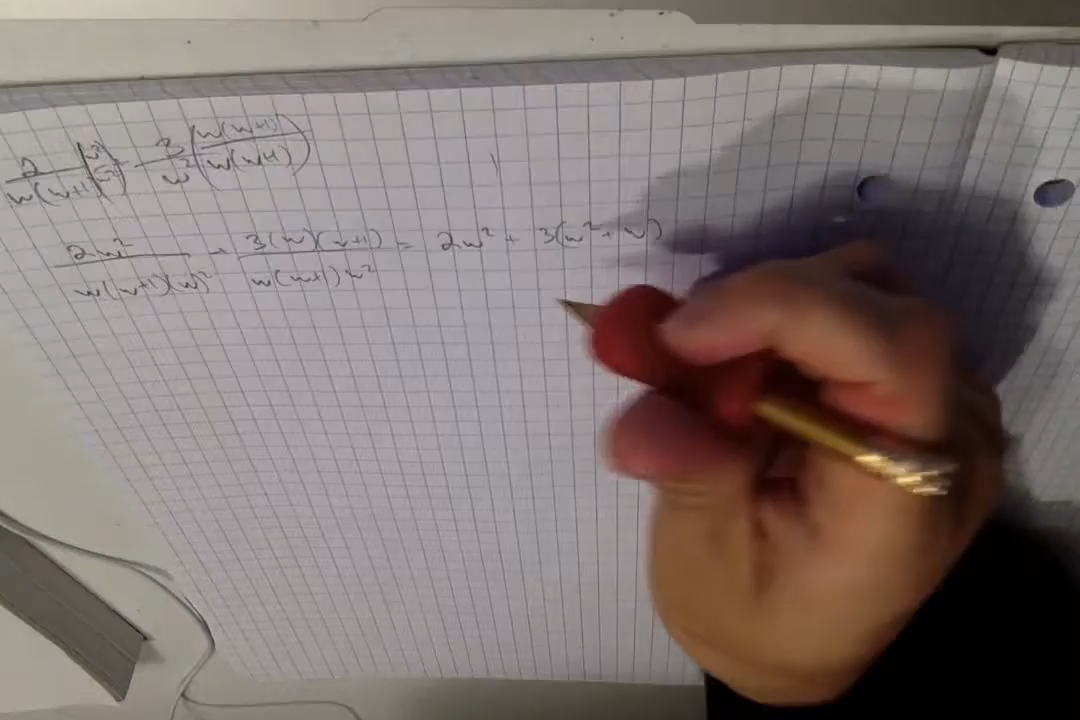 2/(w(w+1)) (w²/w²) - 3/w² (w(w+1)/w(w+1))
2w²/(w(w+1)(w)²) - 3(w)(w+1)/(w(w+1)w²) = 2w² + 3(w²+w)